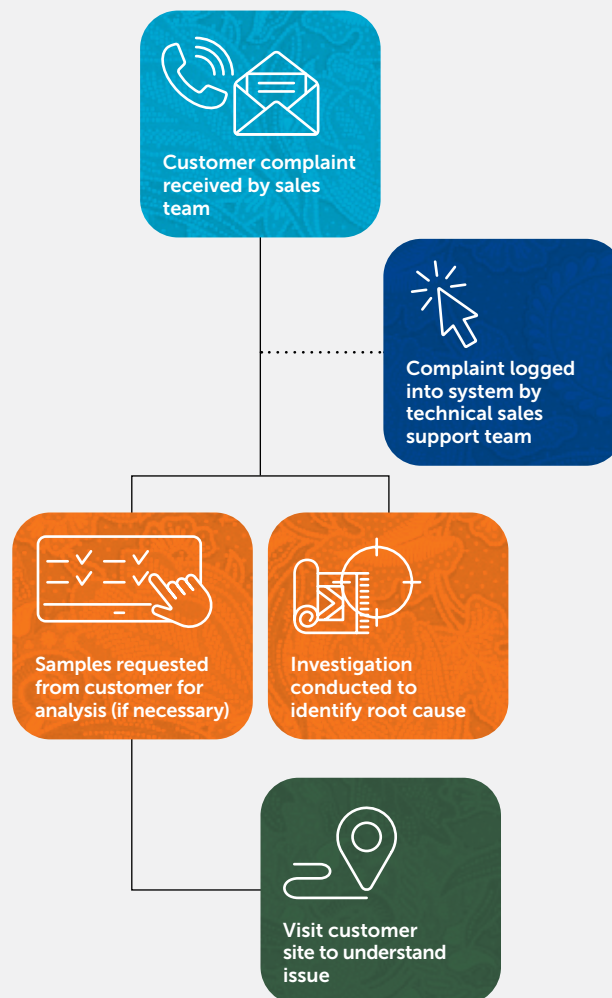 Customer complaint
received by sales
team
Complaint logged
into system by
technical sales
support team
Samples requested
from customer for
analysis (if necessary)
Investigation
conducted to
identify root cause
Visit customer
site to understand
issue